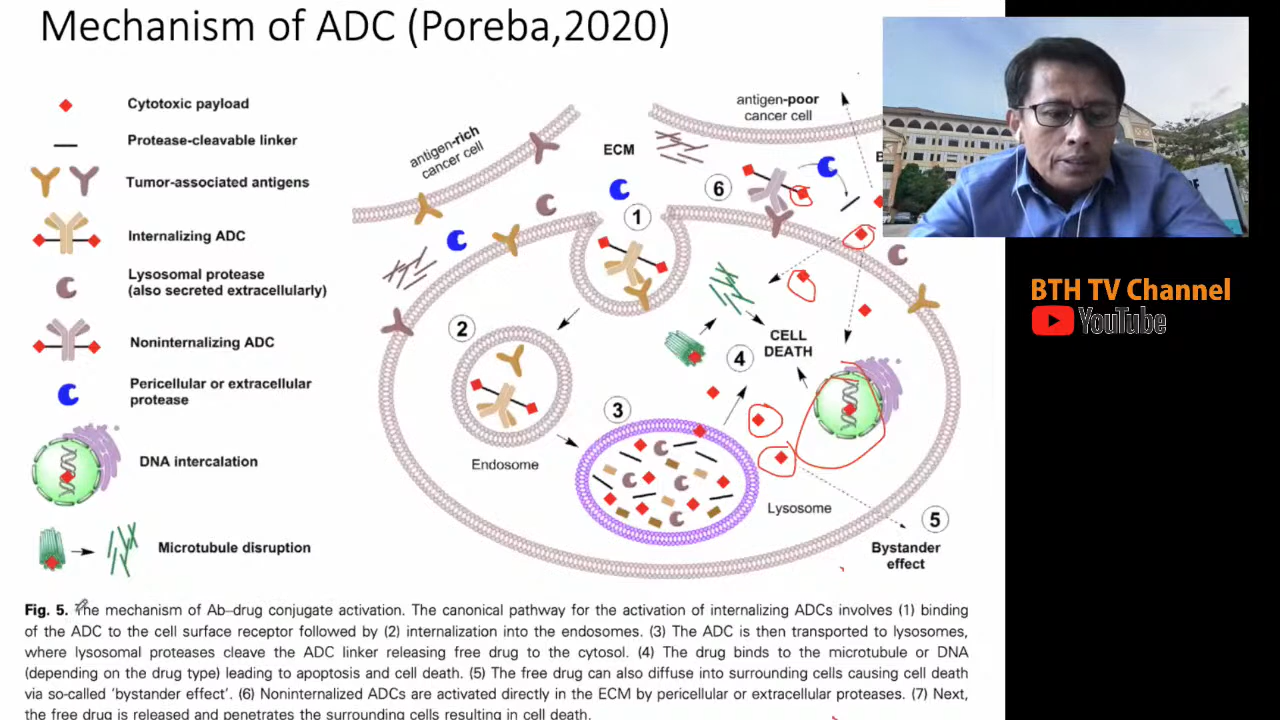 Mechanism of ADC (Poreba,2020)
Cytotoxic payload
Protease-cleavable linker
Tumor-associated antigens
Internalizing ADC
Lysosomal protease
(also secreted extracellularly)
Noninternalizing ADC
Pericellular or extracellular
protease
DNA intercalation
Microtubule disruption
antigen-rich
cancer cell
ECM
antigen-poor
cancer cell
6
1
2
CELL
DEATH
4
3
Endosome
Lysosome
5
Bystander
effect
BTH TV Channel
YouTube
Fig. 5. The mechanism of Ab–drug conjugate activation. The canonical pathway for the activation of internalizing ADCs involves (1) binding
of the ADC to the cell surface receptor followed by (2) internalization into the endosomes. (3) The ADC is then transported to lysosomes,
where lysosomal proteases cleave the ADC linker releasing free drug to the cytosol. (4) The drug binds to the microtubule or DNA
(depending on the drug type) leading to apoptosis and cell death. (5) The free drug can also diffuse into surrounding cells causing cell death
via so-called 'bystander effect'. (6) Noninternalized ADCs are activated directly in the ECM by pericellular or extracellular proteases. (7) Next,
the free drug is released and penetrates the surrounding cells resulting in cell death.